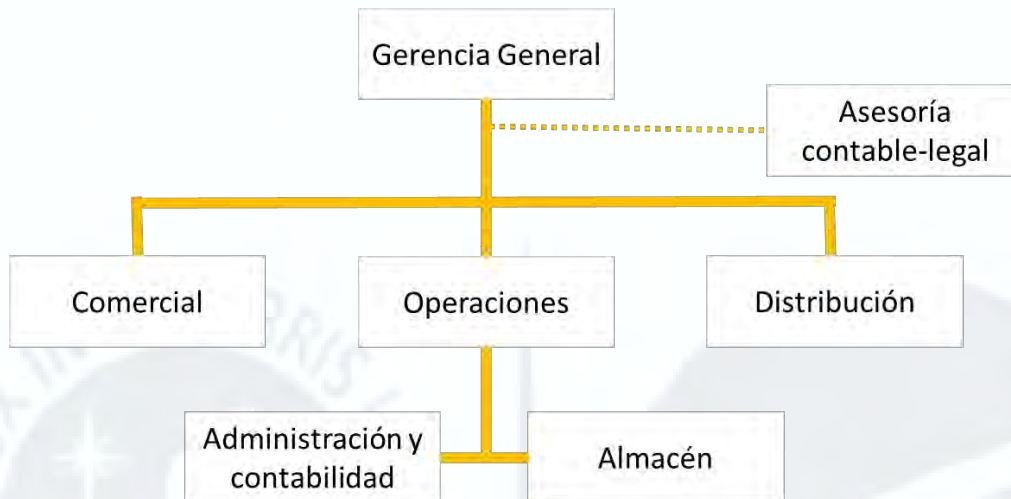 Gerencia General
Asesoría
contable-legal
Comercial
Operaciones
Distribución
Administración y
contabilidad
Almacén